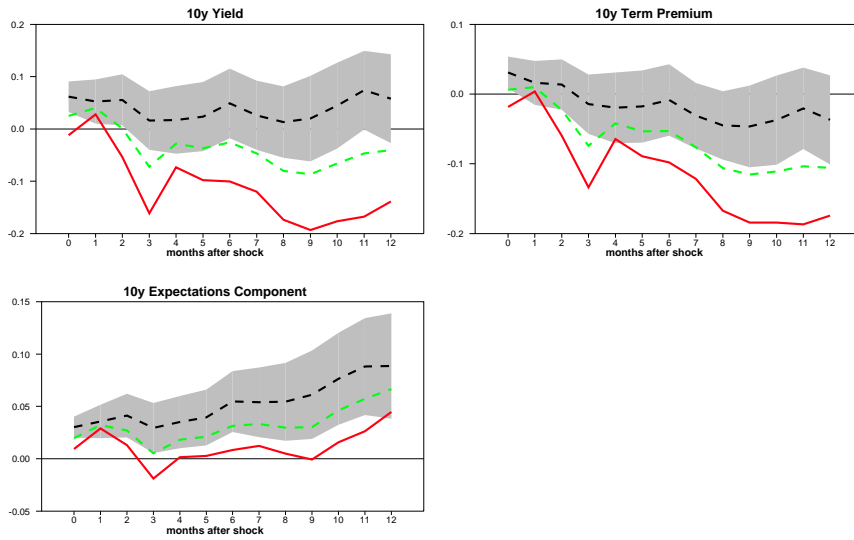 10y Yield
0.2
0.1
0.0
-0.1
-0.2
0 1 2 3 4 5 6 7 8 9 10 11 12
months after shock
10y Term Premium
0.1
0.0
-0.1
-0.2
0 1 2 3 4 5 6 7 8 9 10 11 12
months after shock
10y Expectations Component
0.15
0.10
0.05
0.00
-0.05
0 1 2 3 4 5 6 7 8 9 10 11 12
months after shock